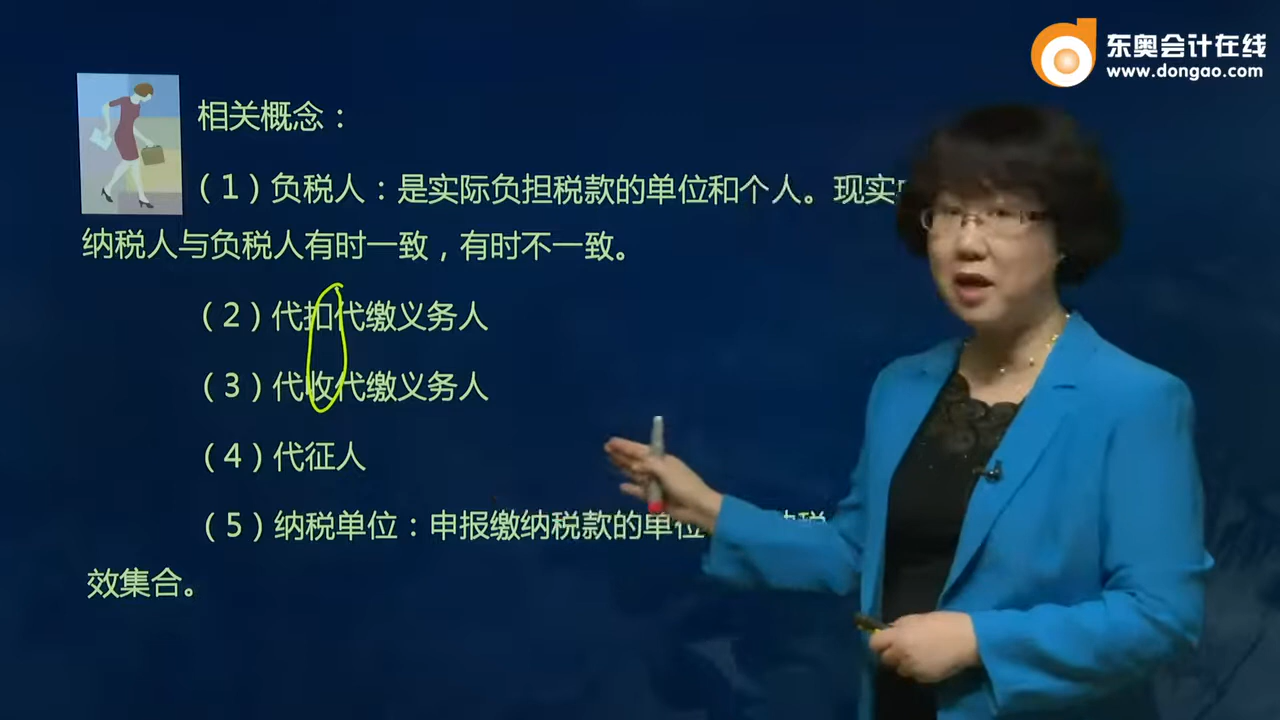 东奥会计在线
www.dongao.com
相关概念：
（1）负税人：是实际负担税款的单位和个人。现实
纳税人与负税人有时一致，有时不一致。
（2）代扣代缴义务人
（3）代收代缴义务人
（4）代征人
（5）纳税单位：申报缴纳税款的单位
效集合。